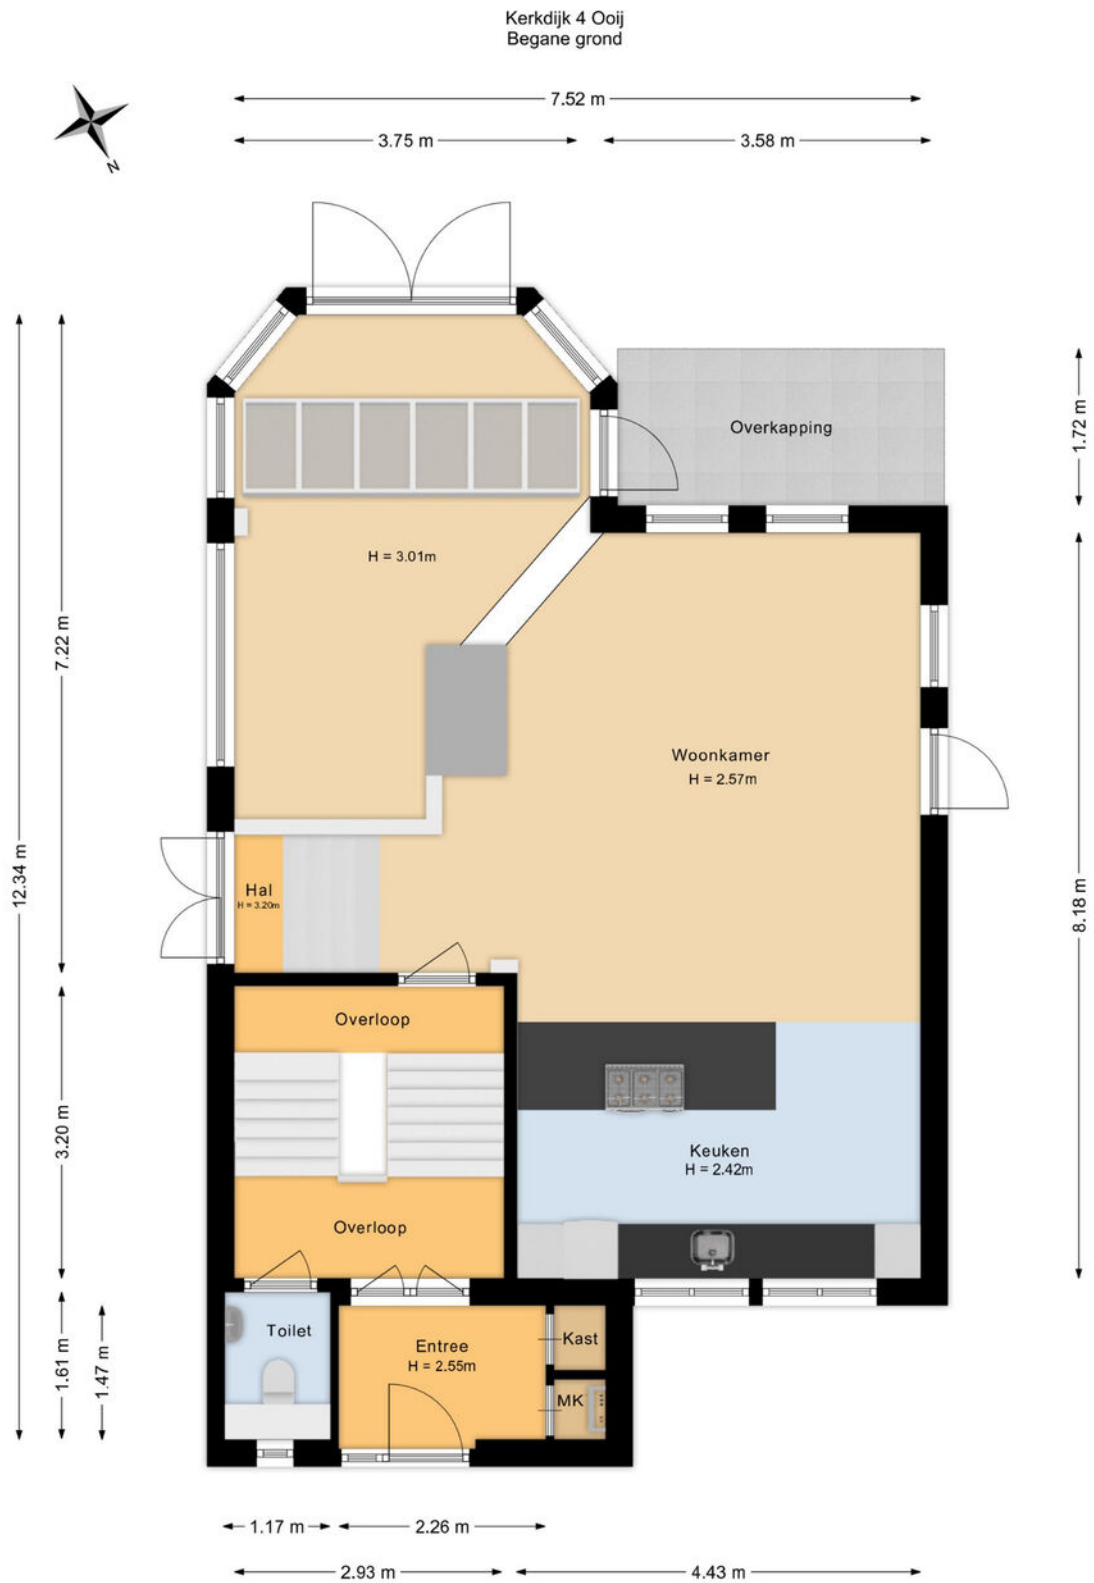 Kerkdijk 4 Ooij
Begane grond
7.52 m
3.75 m
3.58 m
N
Overkapping
1.72 m
H = 3.01m
7.22 m
Woonkamer
H = 2.57m
12.34 m
Hal
H = 3.20m
8.18 m
Overloop
3.20 m
Keuken
H = 2.42m
Overloop
Toilet
Entree
H = 2.55m
Kast
MK
1.61 m
1.47 m
1.17 m
2.26 m
2.93 m
4.43 m